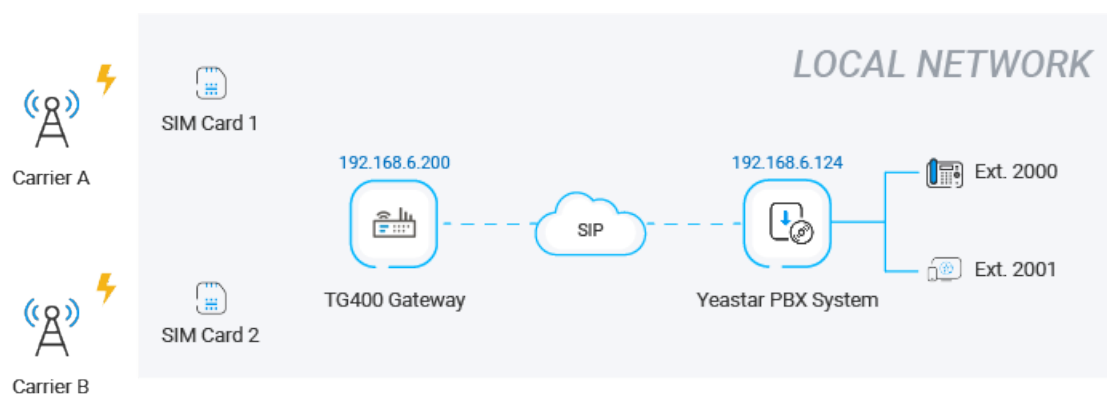 LOCAL NETWORK
Carrier A
SIM Card 1
192.168.6.200
TG400 Gateway
SIP
192.168.6.124
Yeastar PBX System
Ext. 2000
Ext. 2001
SIM Card 2
Carrier B